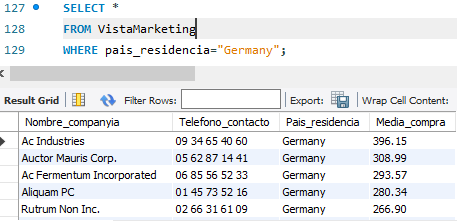 127 SELECT *
128 FROM VistaMarketing
129 WHERE pais_residencia="Germany";
Result Grid Filter Rows: Export: Wrap Cell Content:
Nombre_companyia Telefono_contacto Pais_residencia Media_compra
Ac Industries 09 34 65 40 60 Germany 396.15
Auctor Mauris Corp. 05 62 87 14 41 Germany 308.99
Ac Fermentum Incorporated 06 85 56 52 33 Germany 293.57
Aliquam PC 01 45 73 52 16 Germany 280.34
Rutrum Non Inc. 02 66 31 61 09 Germany 266.90